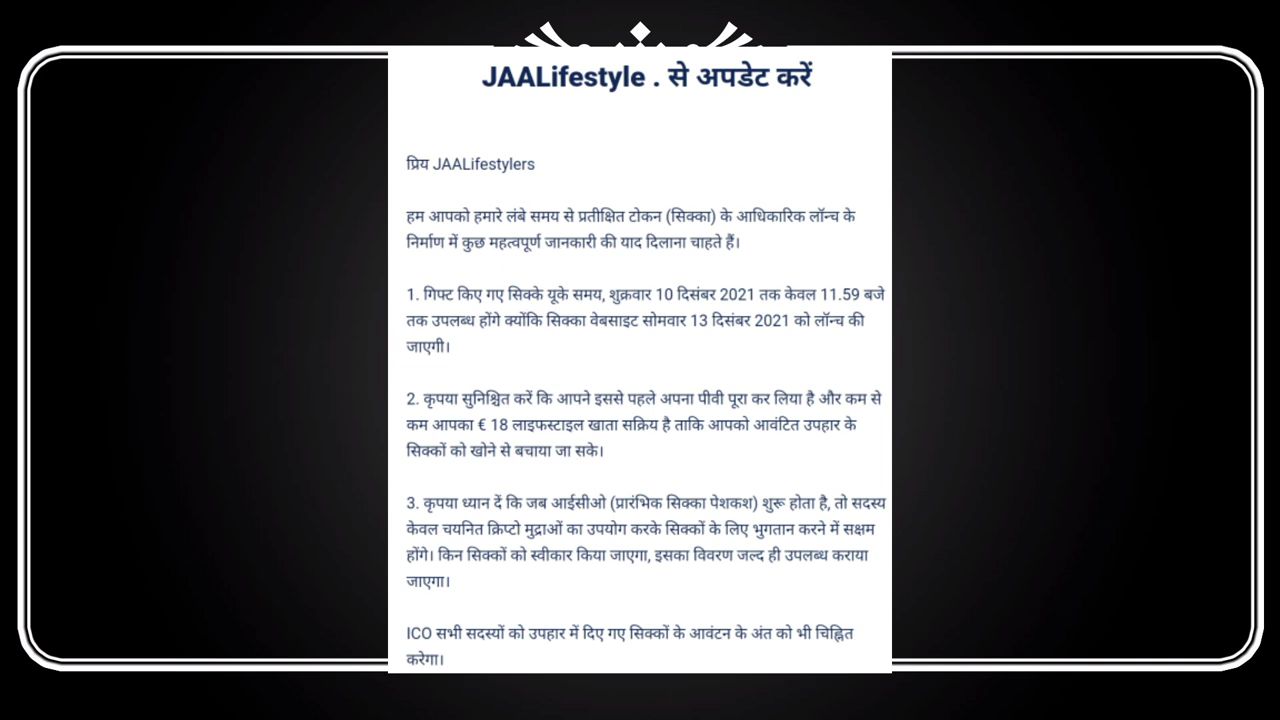 JAALifestyle . से अपडेट करें
प्रिय JAALifestylers
हम आपको हमारे लंबे समय से प्रतीक्षित टोकन (सिक्का) के आधिकारिक लॉन्च के
निर्माण में कुछ महत्वपूर्ण जानकारी की याद दिलाना चाहते हैं।
1. गिफ्ट किए गए सिक्के यूके समय, शुक्रवार 10 दिसंबर 2021 तक केवल 11.59 बजे
तक उपलब्ध होंगे क्योंकि सिक्का वेबसाइट सोमवार 13 दिसंबर 2021 को लॉन्च की
जाएगी।
2. कृपया सुनिश्चित करें कि आपने इससे पहले अपना पीवी पूरा कर लिया है और कम से
कम आपका € 18 लाइफस्टाइल खाता सक्रिय है ताकि आपको आवंटित उपहार के
सिक्कों को खोने से बचाया जा सके।
3. कृपया ध्यान दें कि जब आईसीओ (प्रारंभिक सिक्का पेशकश) शुरू होता है, तो सदस्य
केवल चयनित क्रिप्टो मुद्राओं का उपयोग करके सिक्कों के लिए भुगतान करने में सक्षम
होंगे। किन सिक्कों को स्वीकार किया जाएगा, इसका विवरण जल्द ही उपलब्ध कराया
जाएगा।
ICO सभी सदस्यों को उपहार में दिए गए सिक्कों के आवंटन के अंत को भी चिह्नित
करेगा।